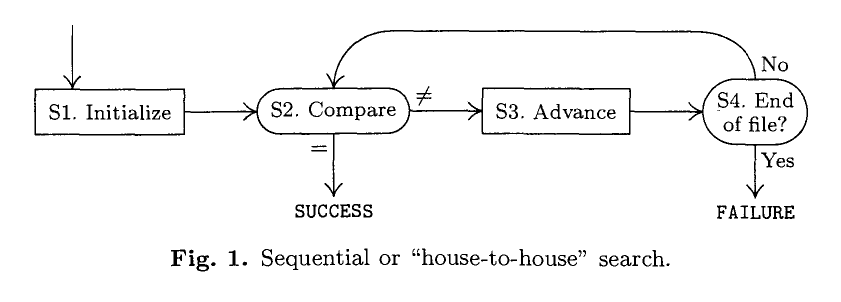 No
S1. Initialize
S2. Compare
≠
S3. Advance
S4. End
of file?
=
Yes
SUCCESS
FAILURE
Fig. 1. Sequential or “house-to-house” search.